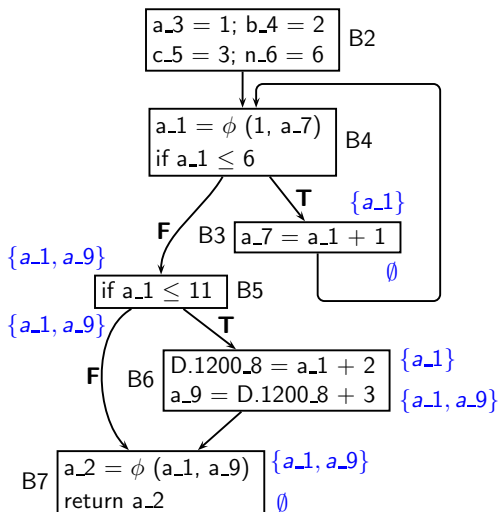 a_3 = 1; b_4 = 2
c_5 = 3; n_6 = 6
B2
a_1 = ϕ (1, a_7)
if a_1 ≤ 6
B4
F
T
{a_1}
B3
a_7 = a_1 + 1
∅
{a_1, a_9}
if a_1 ≤ 11
B5
{a_1, a_9}
F
T
B6
D.1200_8 = a_1 + 2
{a_1}
a_9 = D.1200_8 + 3
{a_1, a_9}
B7
a_2 = ϕ (a_1, a_9)
{a_1, a_9}
return a_2
∅